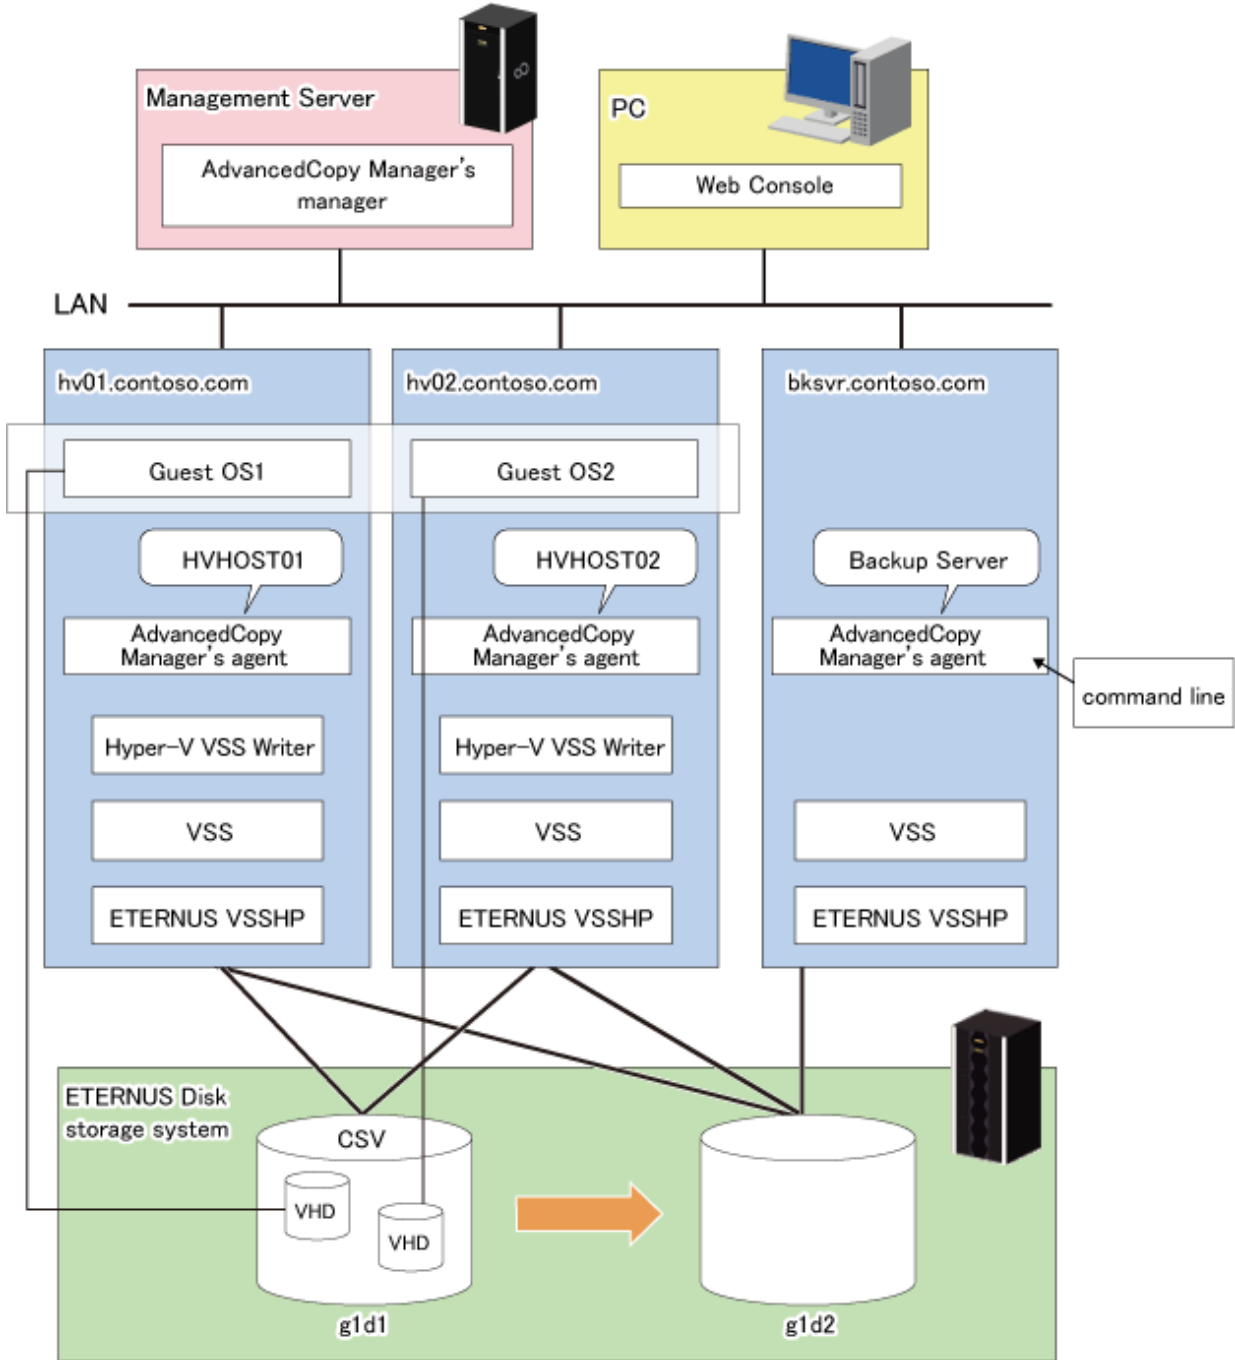 Management Server
AdvancedCopy Manager's
manager
PC
Web Console
LAN
hv01.contoso.com
hv02.contoso.com
bksvr.contoso.com
Guest OS1
Guest OS2
HVHOST01
HVHOST02
Backup Server
AdvancedCopy
Manager's agent
AdvancedCopy
Manager's agent
AdvancedCopy
Manager's agent
command line
Hyper-V VSS Writer
Hyper-V VSS Writer
VSS
VSS
VSS
ETERNUS VSSHP
ETERNUS VSSHP
ETERNUS VSSHP
ETERNUS Disk
storage system
CSV
VHD
VHD
g1d1
g1d2